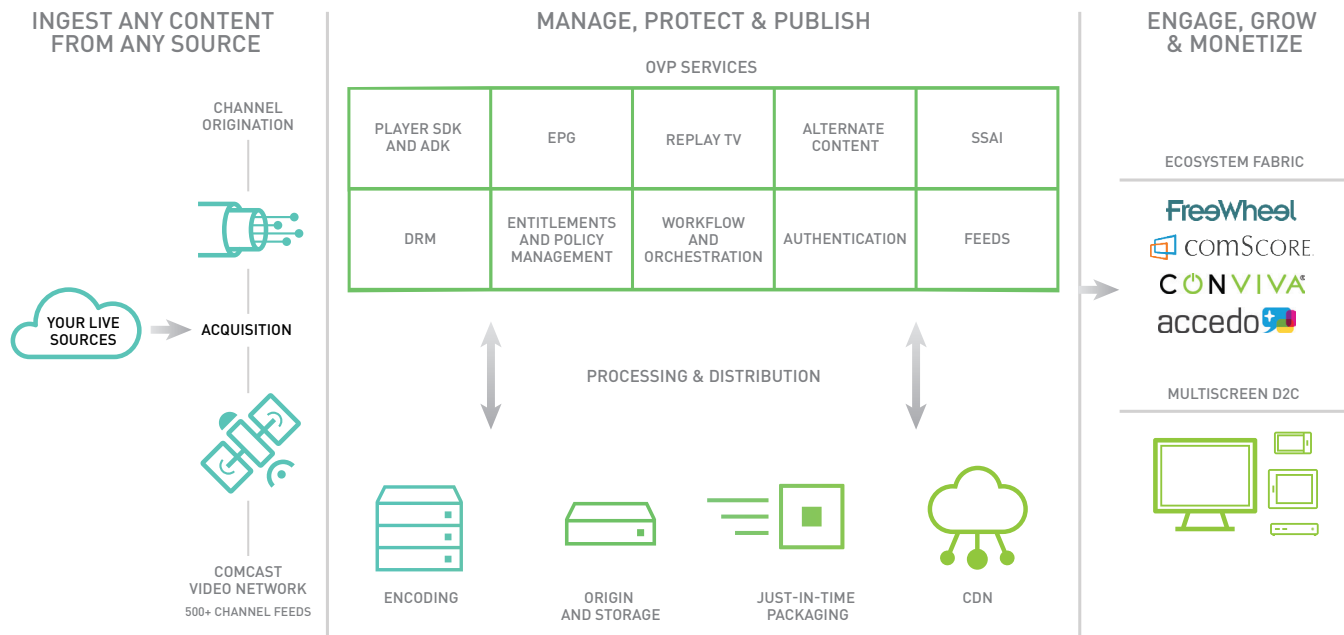 INGEST ANY CONTENT
FROM ANY SOURCE
CHANNEL
ORIGINATION
YOUR LIVE
SOURCES
ACQUISITION
COMCAST
VIDEO NETWORK
500+ CHANNEL FEEDS
MANAGE, PROTECT & PUBLISH
OVP SERVICES
PLAYER SDK
AND ADK
EPG
REPLAY TV
ALTERNATE
CONTENT
SSAI
DRM
ENTITLEMENTS
AND POLICY
MANAGEMENT
WORKFLOW
AND
ORCHESTRATION
AUTHENTICATION
FEEDS
PROCESSING & DISTRIBUTION
ENCODING
ORIGIN
AND STORAGE
JUST-IN-TIME
PACKAGING
CDN
ENGAGE, GROW
& MONETIZE
ECOSYSTEM FABRIC
FreeWheel
comSCORE
CONVIVA
accedo
MULTISCREEN D2C